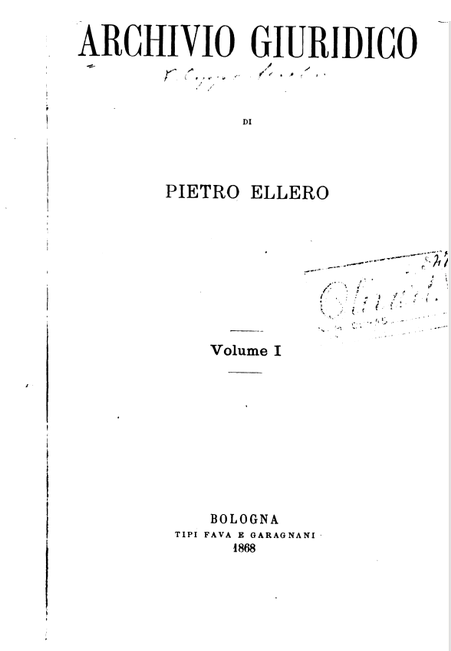 ARCHIVIO GIURIDICO
DI
PIETRO ELLERO
Volume I
BOLOGNA
TIPI FAVA E GARAGNANI
1868